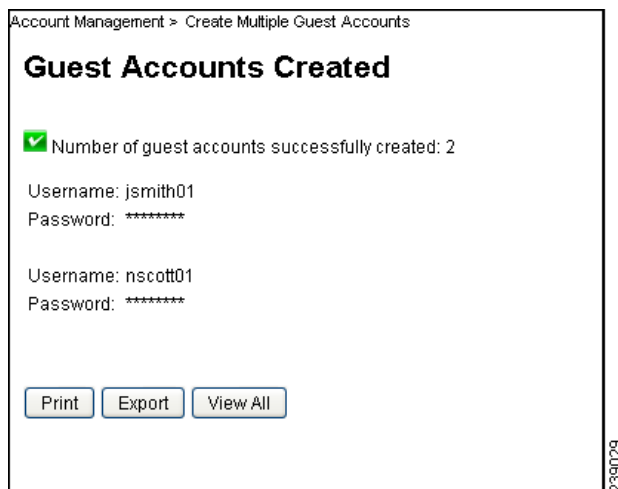 Account Management > Create Multiple Guest Accounts
Guest Accounts Created
Number of guest accounts successfully created: 2
Username: jsmith01
Password: ********
Username: nscott01
Password: ********
Print Export View All
239029